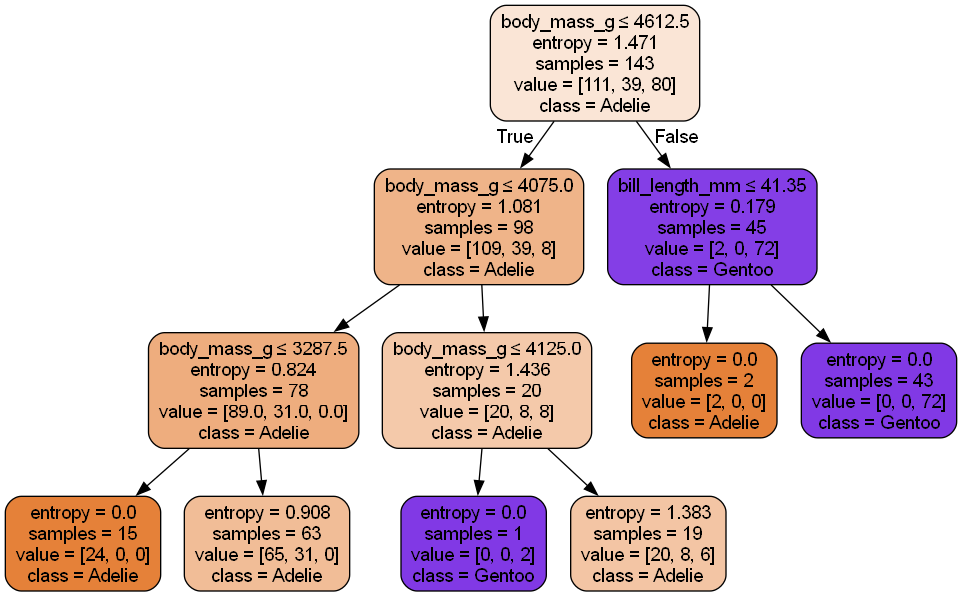 body_mass_g ≤ 4612.5
entropy = 1.471
samples = 143
value = [111, 39, 80]
class = Adelie
True
False
body_mass_g ≤ 4075.0
entropy = 1.081
samples = 98
value = [109, 39, 8]
class = Adelie
bill_length_mm ≤ 41.35
entropy = 0.179
samples = 45
value = [2, 0, 72]
class = Gentoo
body_mass_g ≤ 3287.5
entropy = 0.824
samples = 78
value = [89.0, 31.0, 0.0]
class = Adelie
body_mass_g ≤ 4125.0
entropy = 1.436
samples = 20
value = [20, 8, 8]
class = Adelie
entropy = 0.0
samples = 2
value = [2, 0, 0]
class = Adelie
entropy = 0.0
samples = 43
value = [0, 0, 72]
class = Gentoo
entropy = 0.0
samples = 15
value = [24, 0, 0]
class = Adelie
entropy = 0.908
samples = 63
value = [65, 31, 0]
class = Adelie
entropy = 0.0
samples = 1
value = [0, 0, 2]
class = Gentoo
entropy = 1.383
samples = 19
value = [20, 8, 6]
class = Adelie